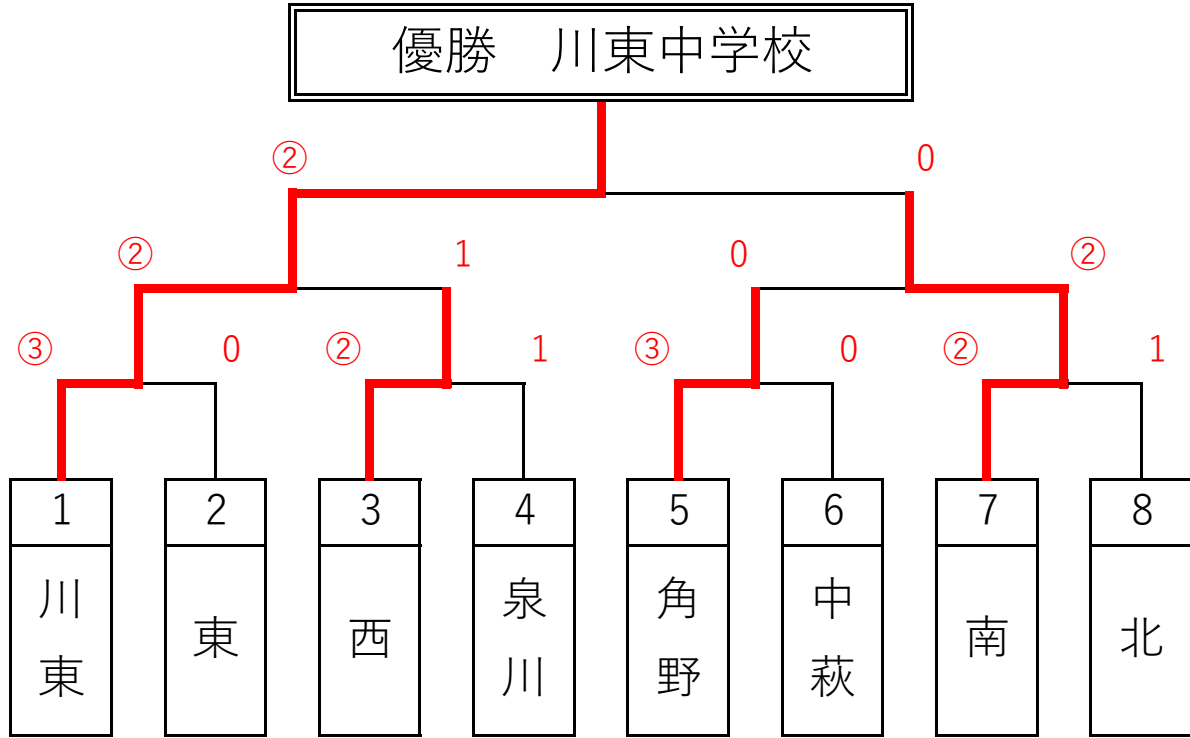 優勝　川東中学校
② 0
② 1 0 ②
③ 0 ② 1 ③ 0 ② 1
1 2 3 4 5 6 7 8
川東 東 西 泉川 角野 中萩 南 北